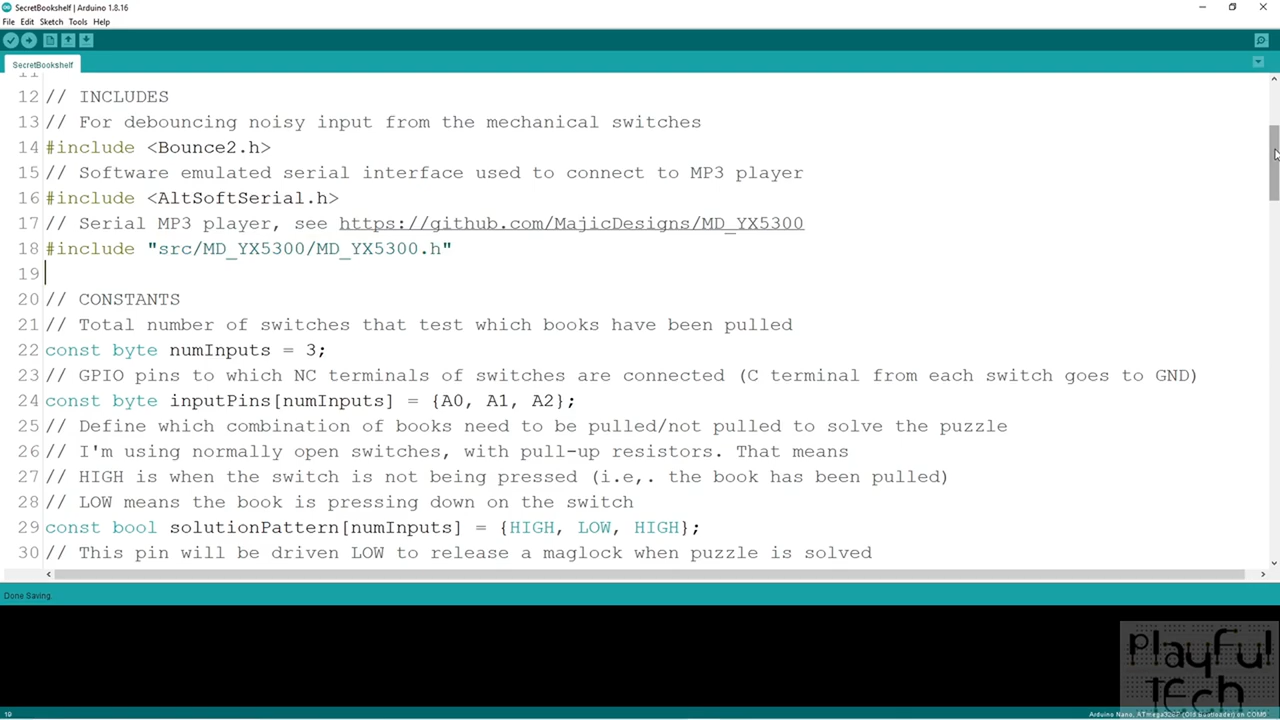 SecretBookshelf | Arduino 1.8.16
File Edit Sketch Tools Help
SecretBookshelf
11
12 // INCLUDES
13 // For debouncing noisy input from the mechanical switches
14 #include <Bounce2.h>
15 // Software emulated serial interface used to connect to MP3 player
16 #include <AltSoftSerial.h>
17 // Serial MP3 player, see https://github.com/MajicDesigns/MD_YX5300
18 #include "src/MD_YX5300/MD_YX5300.h"
19
20 // CONSTANTS
21 // Total number of switches that test which books have been pulled
22 const byte numInputs = 3;
23 // GPIO pins to which NC terminals of switches are connected (C terminal from each switch goes to GND)
24 const byte inputPins[numInputs] = {A0, A1, A2};
25 // Define which combination of books need to be pulled/not pulled to solve the puzzle
26 // I'm using normally open switches, with pull-up resistors. That means
27 // HIGH is when the switch is not being pressed (i.e,. the book has been pulled)
28 // LOW means the book is pressing down on the switch
29 const bool solutionPattern[numInputs] = {HIGH, LOW, HIGH};
30 // This pin will be driven LOW to release a maglock when puzzle is solved
Done Saving.
PlayFul
TEch
19
Arduino Nano, on COM5